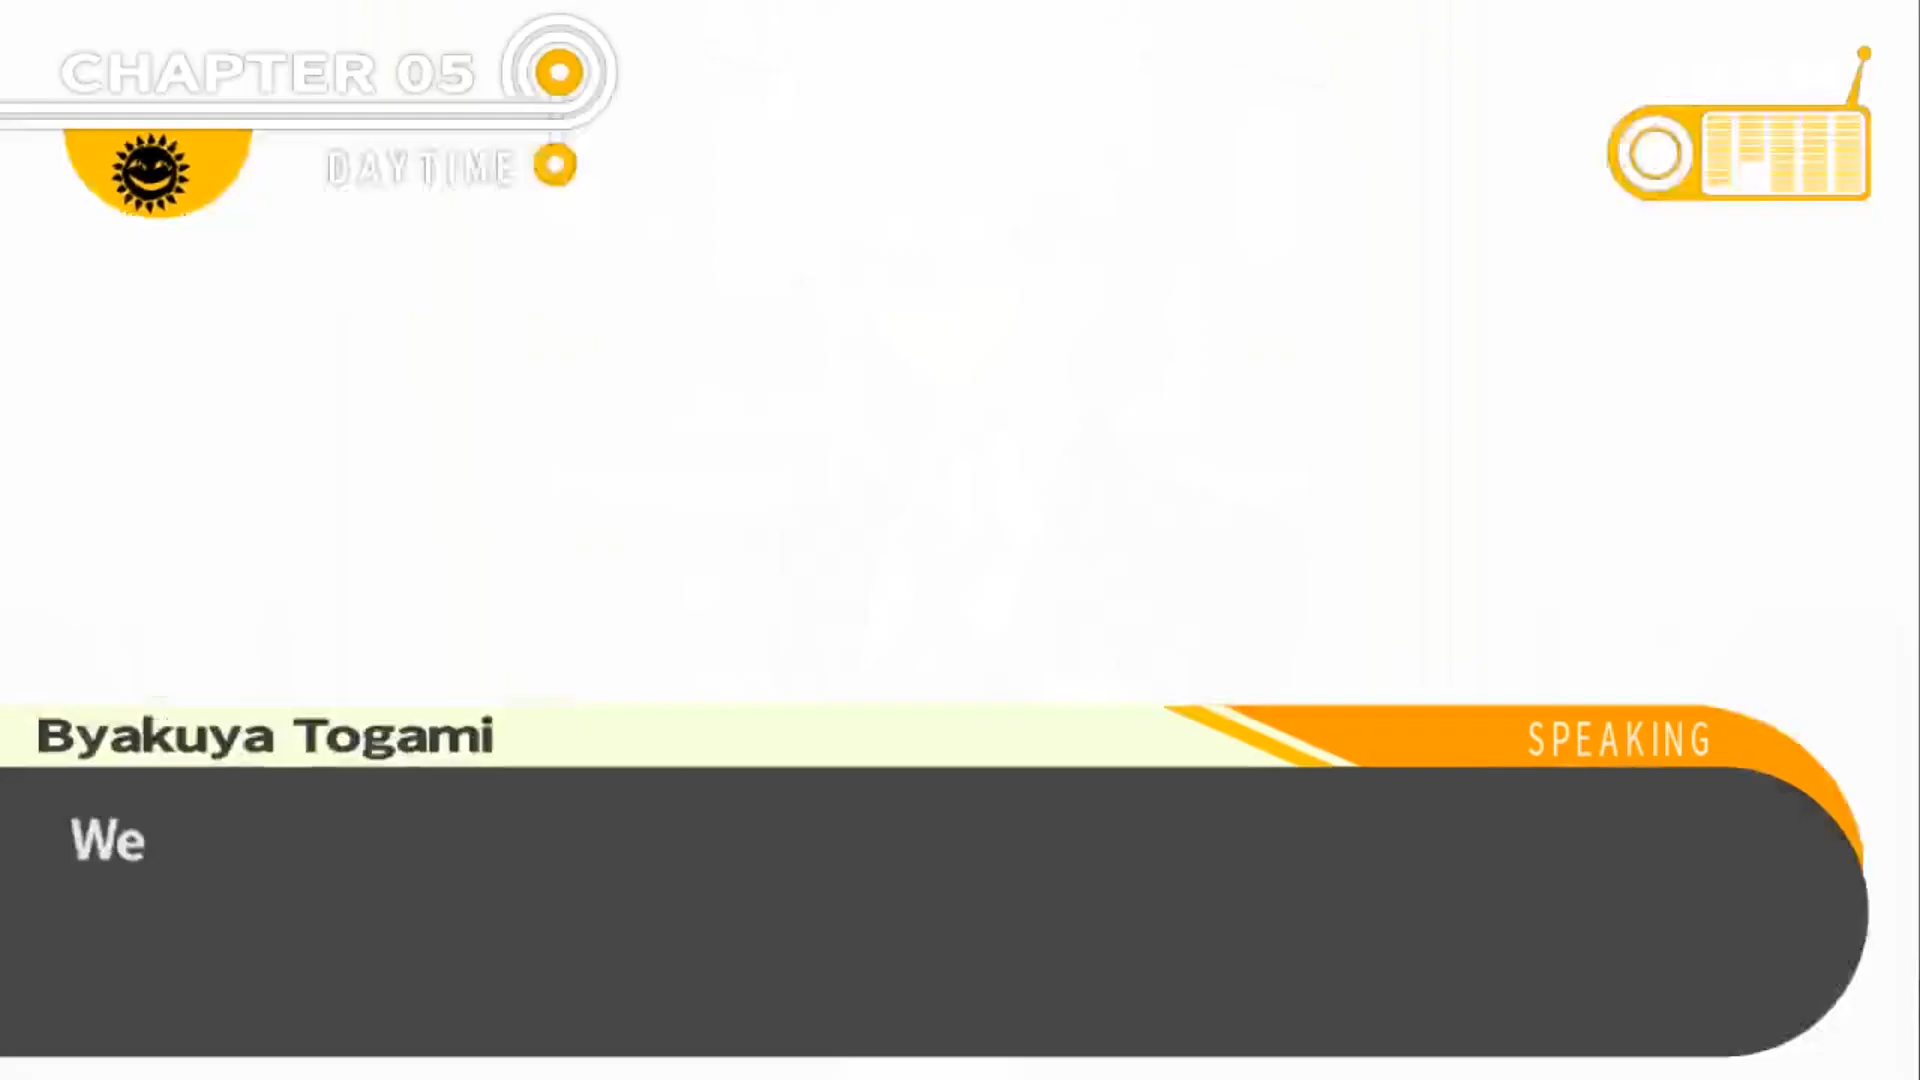 CHAPTER 05
DAYTIME
Byakuya Togami
SPEAKING
We